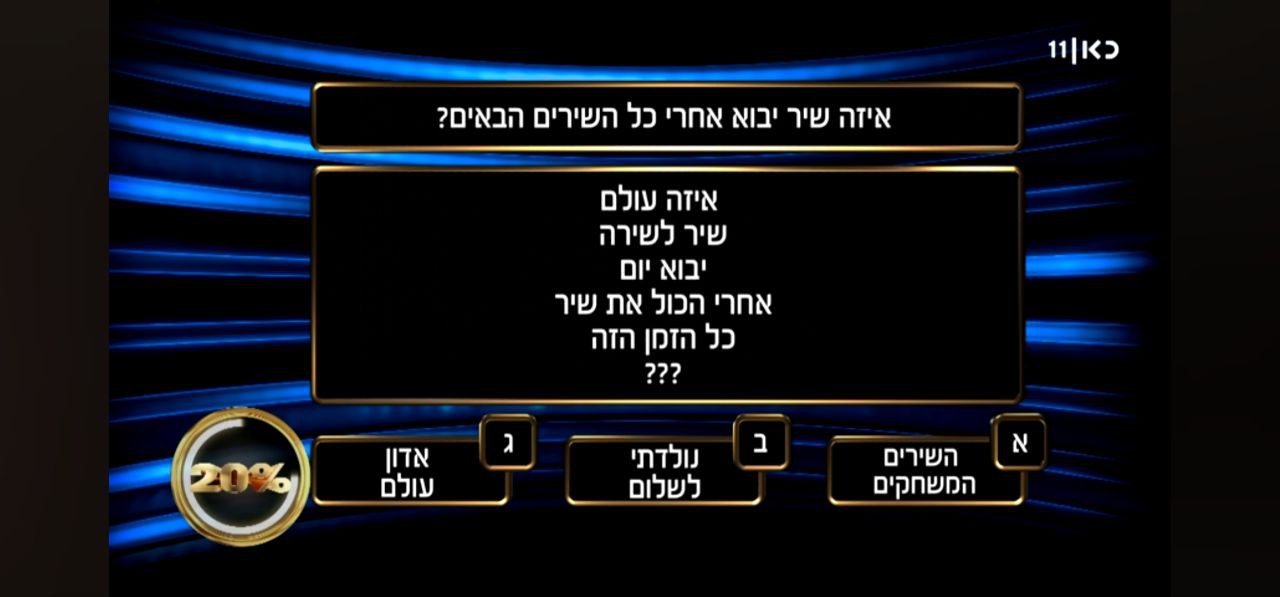 כאן|11
איזה שיר יבוא אחרי כל השירים הבאים?
איזה עולם
שיר לשירה
יבוא יום
אחרי הכול את שיר
כל הזמן הזה
???
א
השירים
המשחקים
ב
נולדתי
לשלום
ג
אדון
עולם
20%